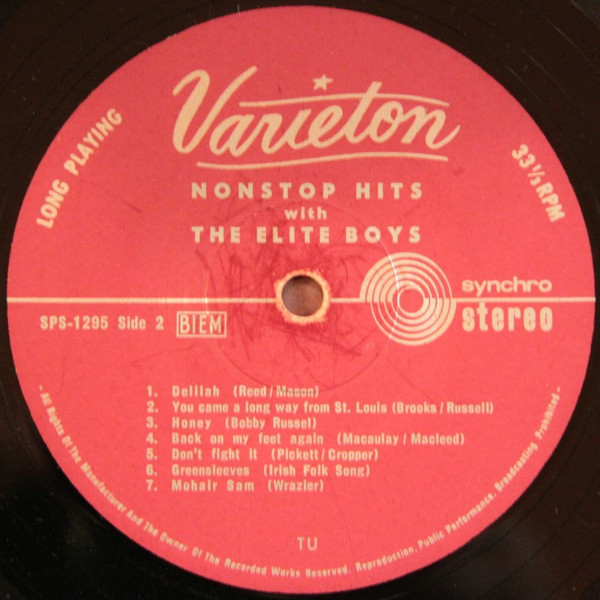 Varieton
LONG PLAYING
33 1/3 RPM
NONSTOP HITS
with
THE ELITE BOYS
synchro
stereo
SPS-1295 Side 2 BIEM
1. Delilah (Reed / Mason)
2. You came a long way from St. Louis (Brooks / Russell)
3. Honey (Bobby Russel)
4. Back on my feet again (Macaulay / Macleed)
5. Don't fight it (Pickett / Cropper)
6. Greensleeves (Irish Folk Song)
7. Mohair Sam (Wrazier)
TU
- All Rights Of The Manufacturer And The Owner Of The Recorded Works Reserved. Reproduction, Public Performance, Broadcasting Prohibited -